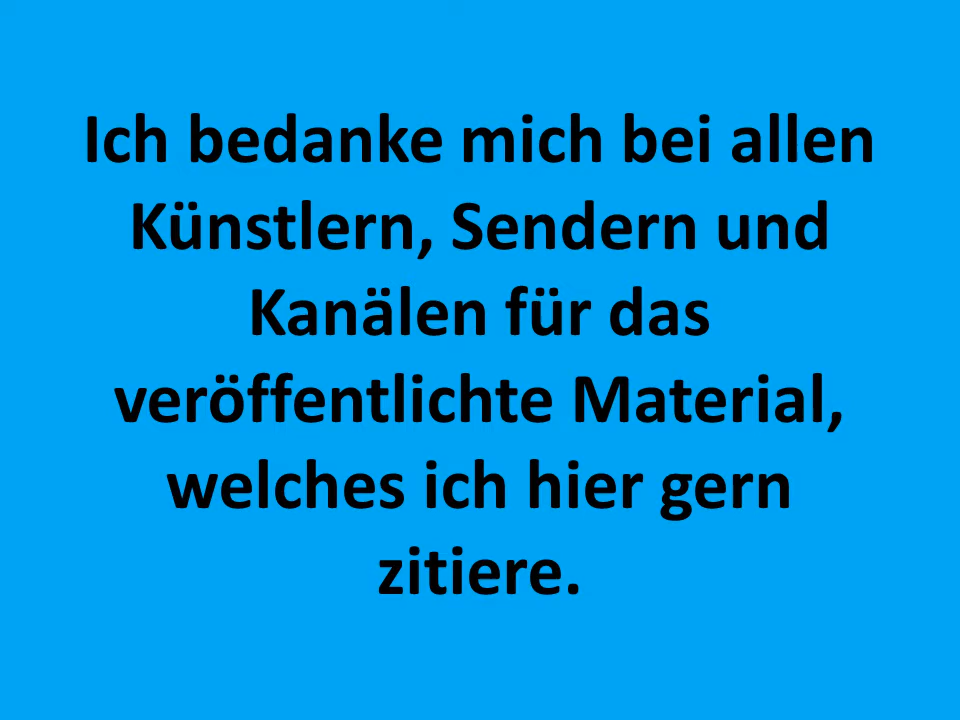 Ich bedanke mich bei allen
Künstlern, Sendern und
Kanälen für das
veröffentlichte Material,
welches ich hier gern
zitiere.